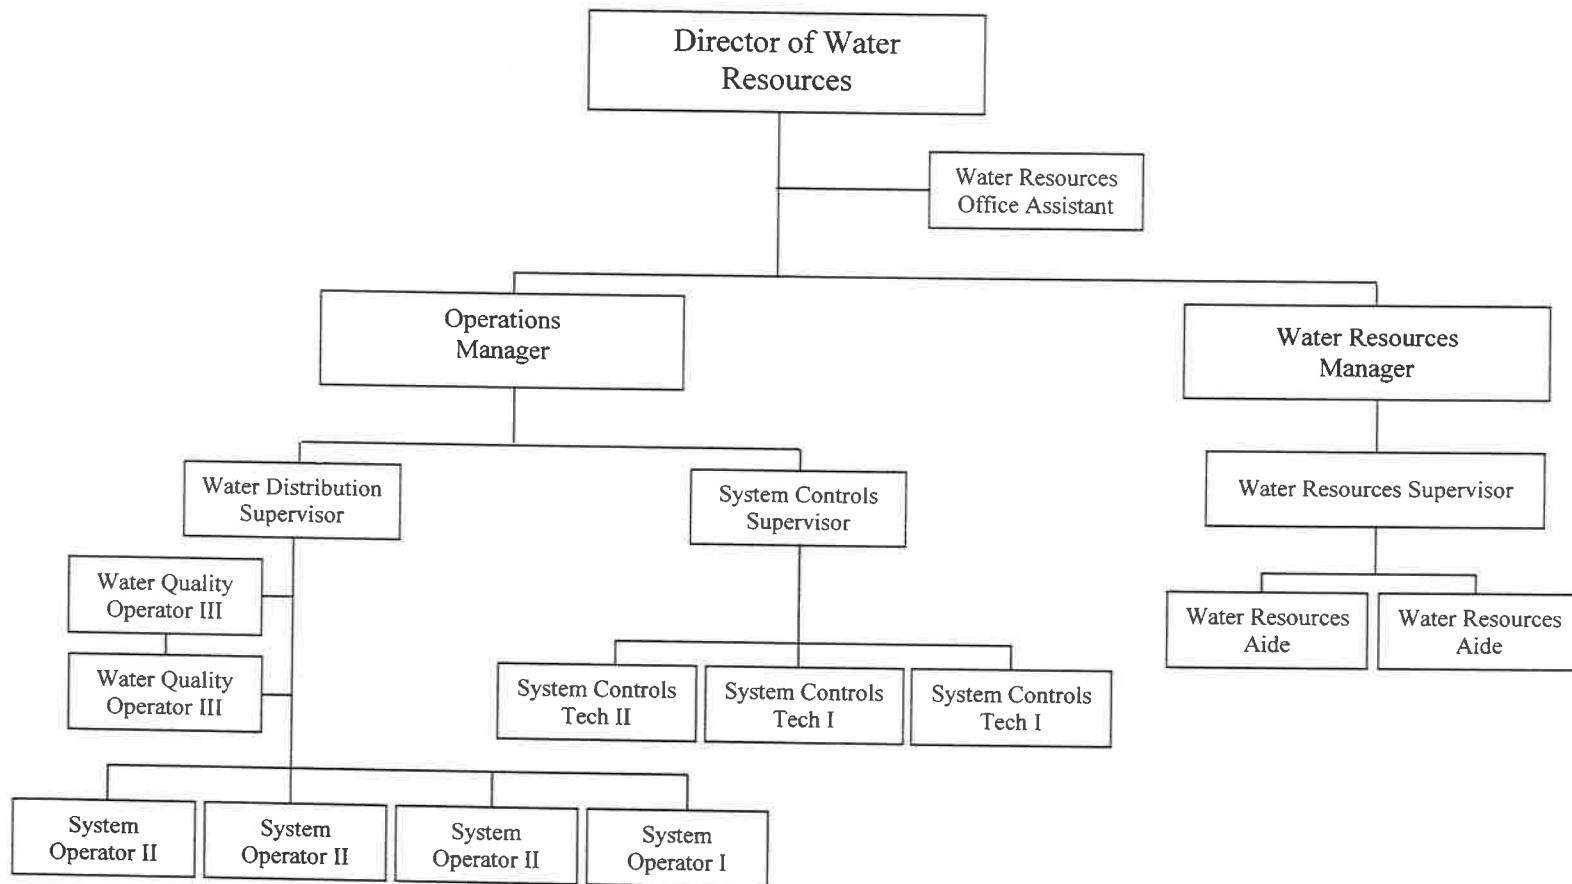 Director of Water
Resources
Water Resources
Office Assistant
Operations
Manager
Water Resources
Manager
Water Distribution
Supervisor
System Controls
Supervisor
Water Resources Supervisor
Water Quality
Operator III
Water Quality
Operator III
System Controls
Tech II
System Controls
Tech I
System Controls
Tech I
Water Resources
Aide
Water Resources
Aide
System
Operator II
System
Operator II
System
Operator II
System
Operator I